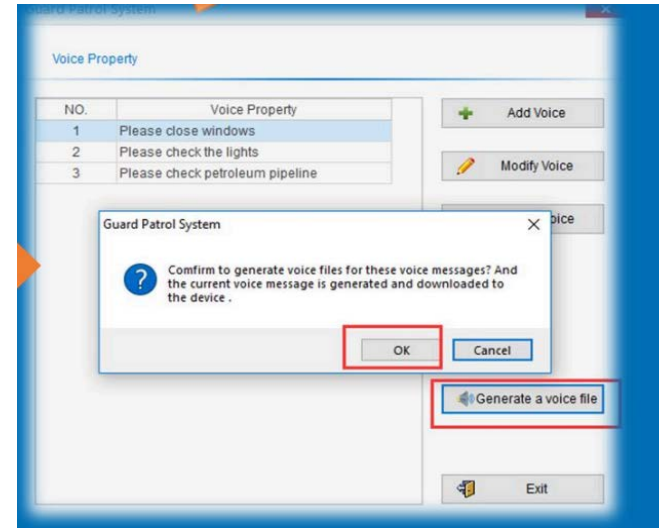 Guard Patrol System
Voice Property
NO. Voice Property
1 Please close windows
2 Please check the lights
3 Please check petroleum pipeline
Add Voice
Modify Voice
oice
Guard Patrol System
Comfirm to generate voice files for these voice messages? And
the current voice message is generated and downloaded to
the device .
OK Cancel
Generate a voice file
Exit